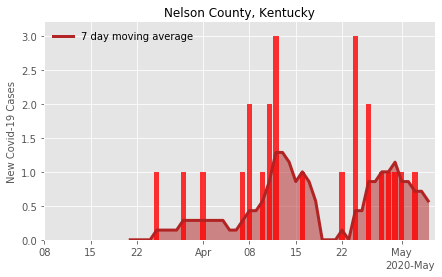 Nelson County, Kentucky
7 day moving average
New Covid-19 Cases
3.0
2.5
2.0
1.5
1.0
0.5
0.0
08 15 22 Apr 08 15 22 May
2020-May